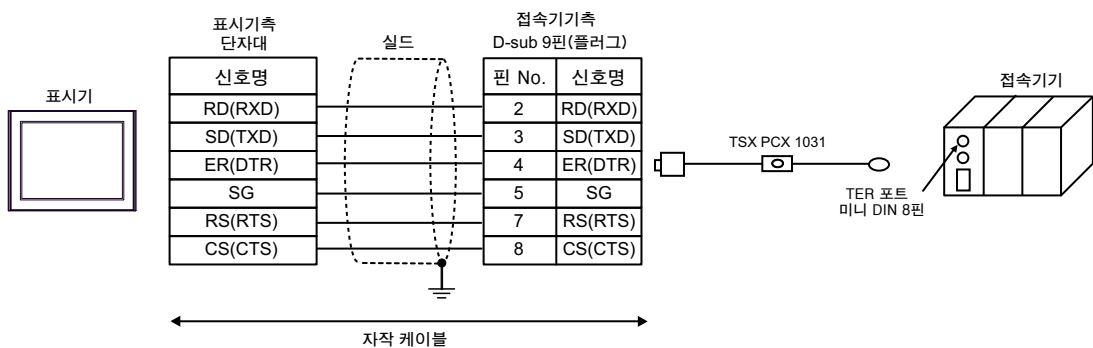 표시기
표시기측
단자대
실드
접속기기측
D-sub 9핀(플러그)
신호명
핀 No. 신호명
RD(RXD) 2 RD(RXD)
SD(TXD) 3 SD(TXD)
ER(DTR) 4 ER(DTR)
SG 5 SG
RS(RTS) 7 RS(RTS)
CS(CTS) 8 CS(CTS)
자작 케이블
TSX PCX 1031
접속기기
TER 포트
미니 DIN 8핀